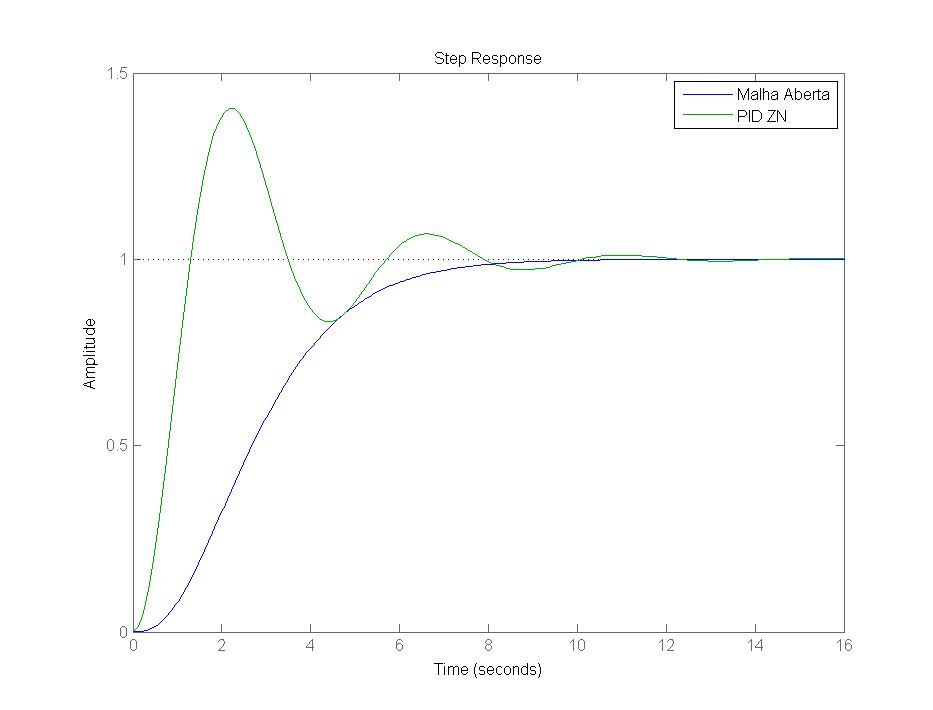 Step Response
1.5
Malha Aberta
PID ZN
1
0.5
0
Amplitude
0 2 4 6 8 10 12 14 16
Time (seconds)